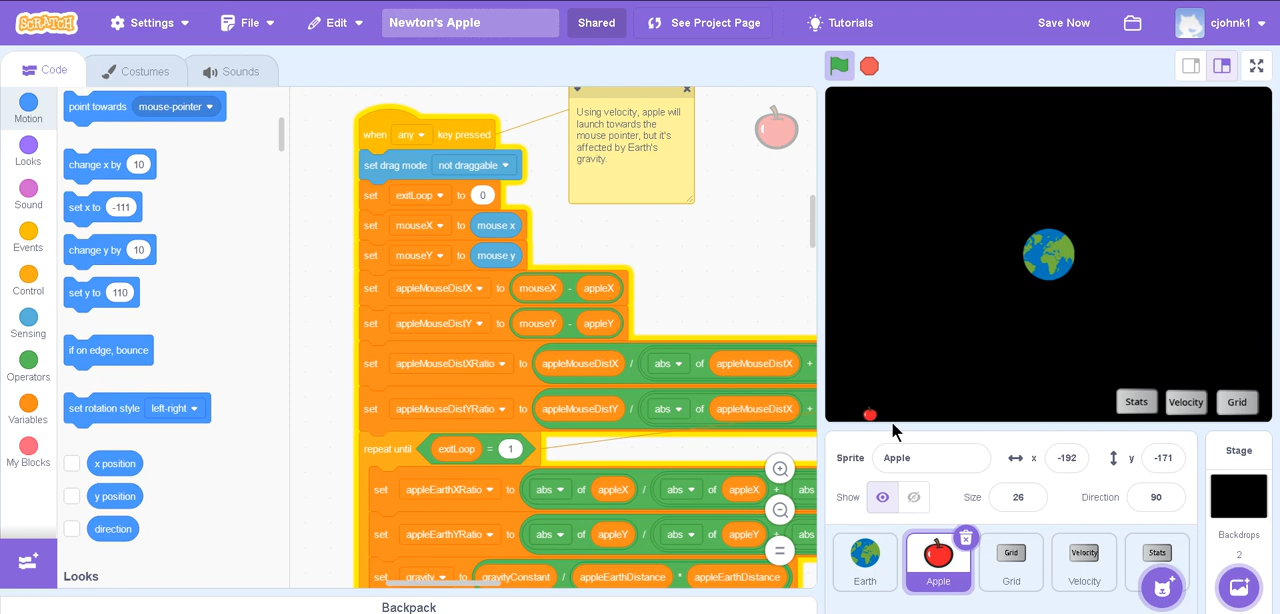 SCRATCH Settings File Edit Newton's Apple Shared See Project Page Tutorials Save Now cjohnk1
Code Costumes Sounds
Motion
Looks
Sound
Events
Control
Sensing
Operators
Variables
My Blocks
point towards mouse-pointer
change x by 10
set x to -111
change y by 10
set y to 110
if on edge, bounce
set rotation style left-right
x position
y position
direction
Looks
when any key pressed
set drag mode not draggable
set exitLoop to 0
set mouseX to mouse x
set mouseY to mouse y
set appleMouseDistX to mouseX - appleX
set appleMouseDistY to mouseY - appleY
set appleMouseDistXRatio to appleMouseDistX / abs of appleMouseDistX +
set appleMouseDistYRatio to appleMouseDistY / abs of appleMouseDistX +
repeat until exitLoop = 1
set appleEarthXRatio to abs of appleX / abs of appleX + abs
set appleEarthYRatio to abs of appleY / abs of appleX + abs
set gravity to gravityConstant / appleEarthDistance * appleEarthDistance
Using velocity, apple will
launch towards the
mouse pointer, but it's
affected by Earth's
gravity.
Backpack
Stats Velocity Grid
Sprite Apple x -192 y -171
Show Size 26 Direction 90
Grid Velocity Stats
Earth Apple Grid Velocity
Stage
Backdrops
2